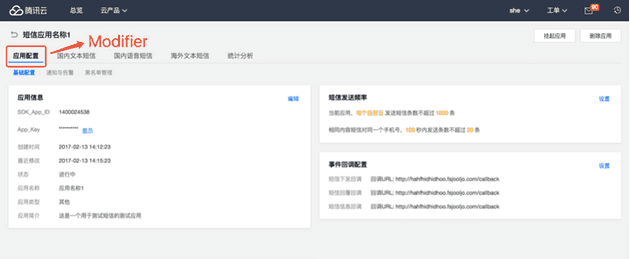 腾讯云 总览 云产品 she 工单 90
短信应用名称1 挂起应用 删除应用
Modifier
应用配置 国内文本短信 国内语音短信 海外文本短信 统计分析
基础配置 通知与告警 黑名单管理
应用信息 编辑
SDK_App_ID 1400024538
App_Key ********* 显示
创建时间 2017-02-13 14:12:23
最近修改 2017-02-13 14:15:23
状态 进行中
应用名称 应用名称1
应用类型 其他
应用简介 这是一个用于测试短信的测试应用
短信发送频率 设置
当前应用，每个自然日 发送短信条数不超过 1000 条
相同内容短信对同一个手机号，169 秒内发送条数不超过 20 条
事件回调配置 设置
短信下发回调 回调URL: http://hahfhidhidhoo.fsjooljo.com/callback
短信回覆回调 回调URL: http://hahfhidhidhoo.fsjooljo.com/callback
短信信息回调 回调URL: http://hahfhidhidhoo.fsjooljo.com/callback